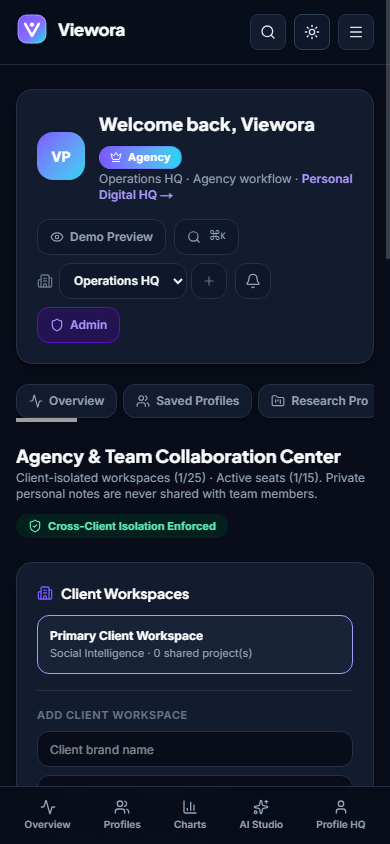 Viewora
Welcome back, Viewora
VP
Agency
Operations HQ · Agency workflow · Personal
Digital HQ →
Demo Preview
⌘K
Operations HQ
+
Admin
Overview
Saved Profiles
Research Pro
Agency & Team Collaboration Center
Client-isolated workspaces (1/25) · Active seats (1/15). Private
personal notes are never shared with team members.
Cross-Client Isolation Enforced
Client Workspaces
Primary Client Workspace
Social Intelligence · 0 shared project(s)
ADD CLIENT WORKSPACE
Client brand name
Overview
Profiles
Charts
AI Studio
Profile HQ